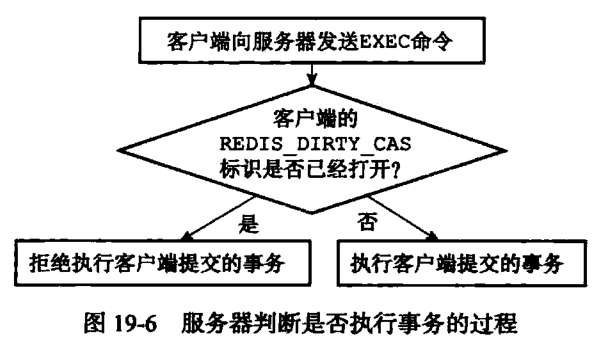 客户端向服务器发送EXEC命令
客户端的
REDIS_DIRTY_CAS
标识是否已经打开？
是
否
拒绝执行客户端提交的事务
执行客户端提交的事务
图 19-6 服务器判断是否执行事务的过程